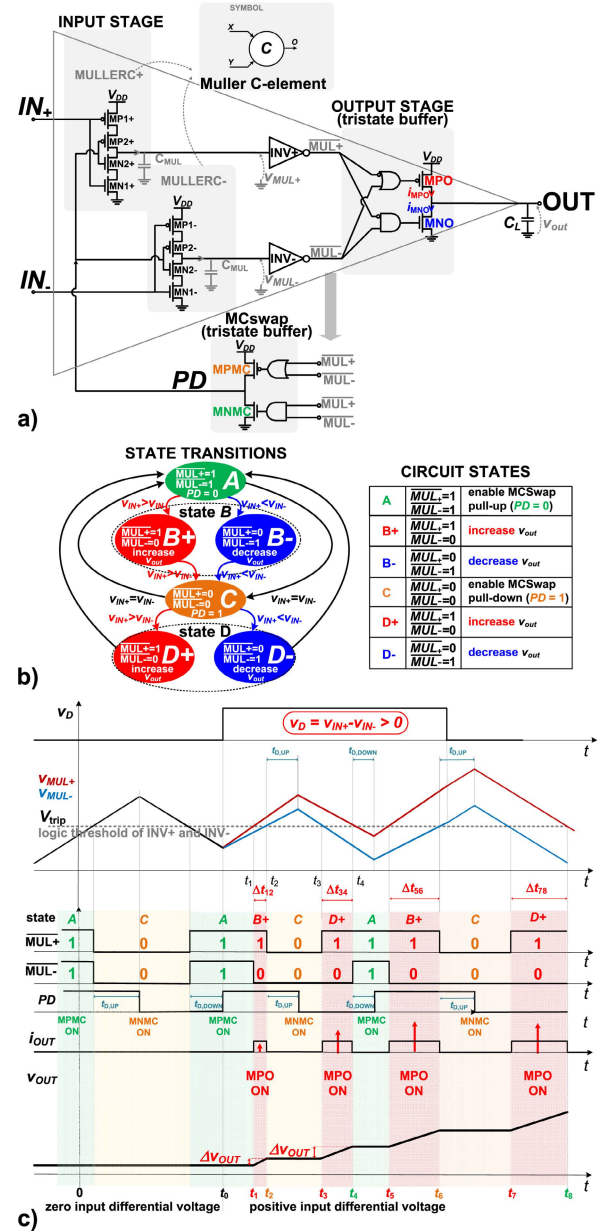 INPUT STAGE
SYMBOL
X
Y
C
O
Muller C-element
MULLERC+
IN+
VDD
MP1+
MP2+
MN2+
MN1+
CMUL
INV+
MUL+
vMUL+
OUTPUT STAGE
(tristate buffer)
VDD
MPO
iMPO
iMNO
MNO
OUT
CL
vout
MULLERC-
VDD
MP1-
MP2-
MN2-
MN1-
CMUL
INV-
MUL-
vMUL-
IN-
MCswap
(tristate buffer)
VDD
PD
MPMC
MNMC
MUL+
MUL-
MUL+
MUL-
a)
STATE TRANSITIONS
MUL+=1
MUL-=1
PD = 0
A
vIN+>vIN-
vIN+<vIN-
state B
MUL+=1
MUL-=0
increase
vout
B+
MUL+=0
MUL-=1
decrease
vout
B-
vIN+>vIN-
vIN+<vIN-
MUL+=0
MUL-=0
PD = 1
C
vIN+=vIN-
vIN+=vIN-
vIN+>vIN-
vIN+<vIN-
state D
MUL+=1
MUL-=0
increase
vout
D+
MUL+=0
MUL-=1
decrease
vout
D-
b)
CIRCUIT STATES
A MUL+=1 MUL-=1 enable MCSwap pull-up (PD = 0)
B+ MUL+=1 MUL-=0 increase vout
B- MUL+=0 MUL-=1 decrease vout
C MUL+=0 MUL-=0 enable MCSwap pull-down (PD = 1)
D+ MUL+=1 MUL-=0 increase vout
D- MUL+=0 MUL-=1 decrease vout
vD
vD = vIN+-vIN- > 0
t
tD,UP tD,DOWN tD,UP
vMUL+
vMUL-
Vtrip
logic threshold of INV+ and INV-
t
t1 Δt12 t2 t3 Δt34 t4 Δt56 Δt78
state
A C A B+ C D+ A B+ C D+
MUL+
1 0 1 1 0 1 1 1 0 1
t
MUL-
1 0 1 0 0 0 1 0 0 0
t
PD
tD,UP tD,DOWN tD,UP tD,DOWN tD,UP
t
MPMC ON MNMC ON MPMC ON MNMC ON MPMC ON MNMC ON
iOUT
t
vOUT
MPO ON MPO ON MPO ON MPO ON
ΔvOUT ΔvOUT
t
0 t0 t1 t2 t3 t4 t5 t6 t7 t8
zero input differential voltage positive input differential voltage
c)